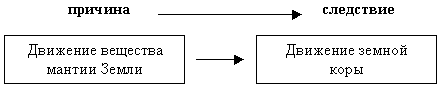 причина следствие
Движение вещества
мантии Земли
Движение земной
коры